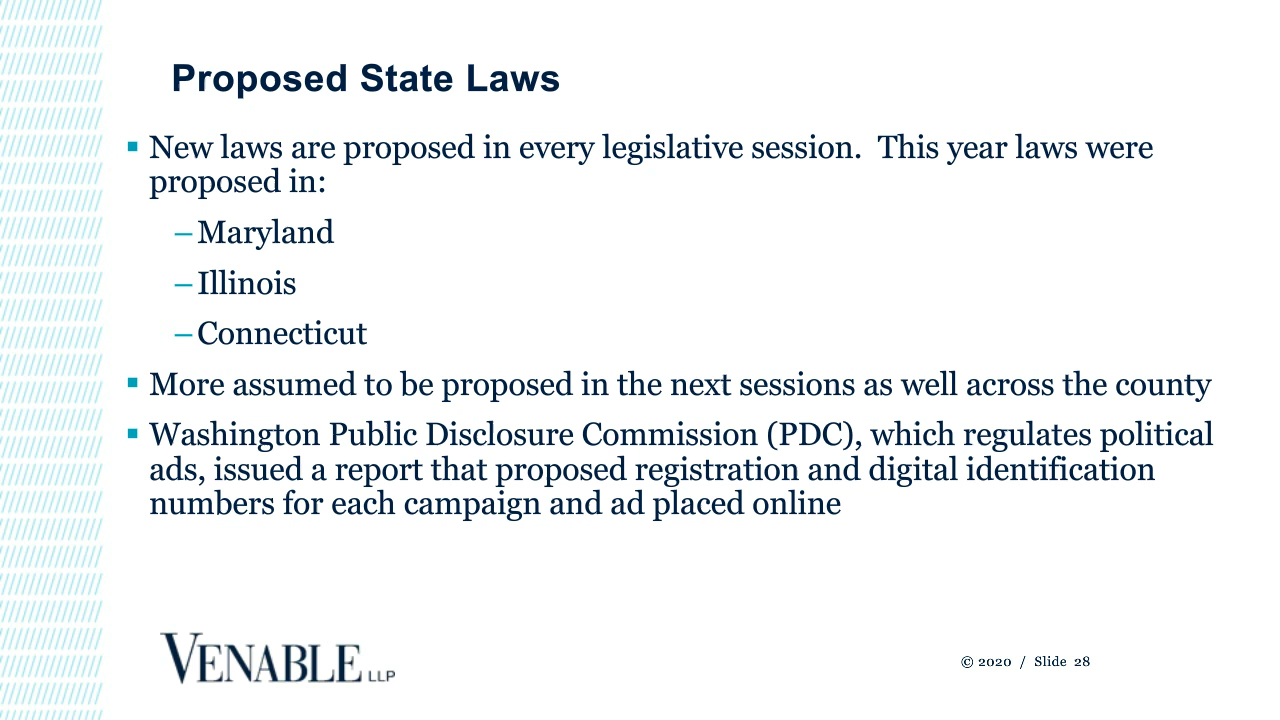 Proposed State Laws
▪ New laws are proposed in every legislative session.  This year laws were
proposed in:
– Maryland
– Illinois
– Connecticut
▪ More assumed to be proposed in the next sessions as well across the county
▪ Washington Public Disclosure Commission (PDC), which regulates political
ads, issued a report that proposed registration and digital identification
numbers for each campaign and ad placed online
VENABLE LLP
© 2020 / Slide 28